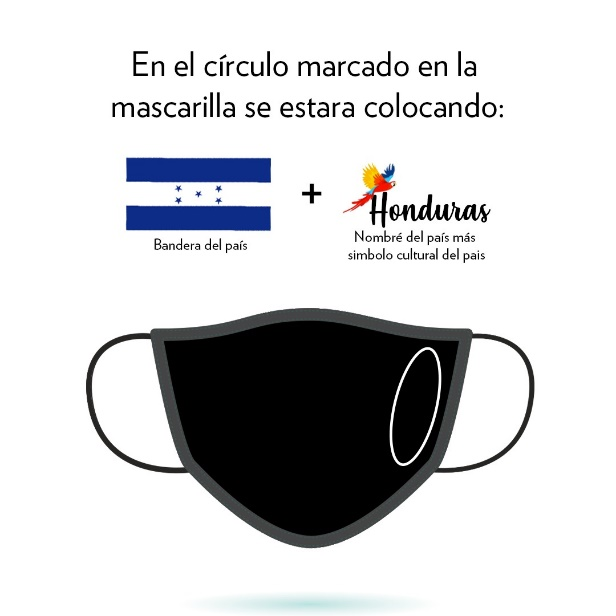 En el círculo marcado en la
mascarilla se estara colocando:
Bandera del país
+
Honduras
Nombré del país más
simbolo cultural del pais